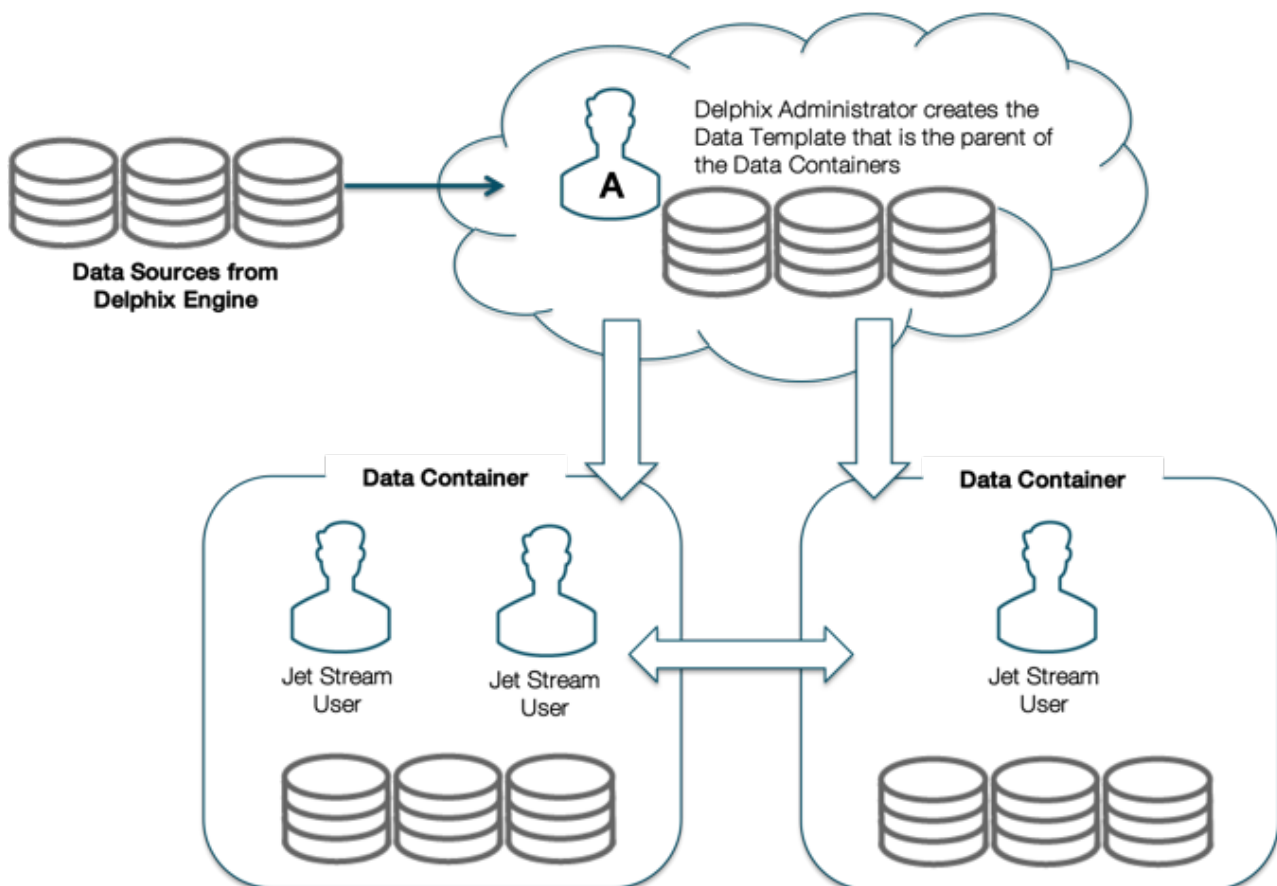 Delphix Administrator creates the
Data Template that is the parent of
the Data Containers
A
Data Sources from
Delphix Engine
Data Container
Data Container
Jet Stream
User
Jet Stream
User
Jet Stream
User